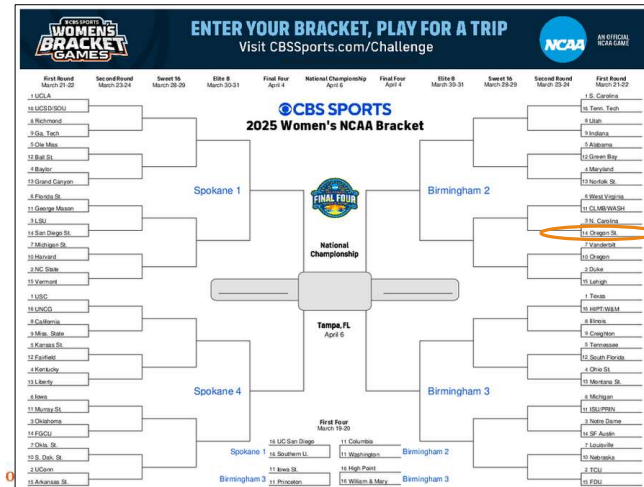 CBS SPORTS
WOMEN'S
BRACKET
GAMES
ENTER YOUR BRACKET, PLAY FOR A TRIP
Visit CBSSports.com/Challenge
NCAA
AN OFFICIAL
NCAA GAME
First Round
March 21-22
Second Round
March 23-24
Sweet 16
March 28-29
Elite 8
March 30-31
Final Four
April 4
National Championship
April 6
Final Four
April 4
Elite 8
March 30-31
Sweet 16
March 28-29
Second Round
March 23-24
First Round
March 21-22
CBS SPORTS
2025 Women's NCAA Bracket
1 UCLA
16 UCSD/SOU
8 Richmond
9 Ga. Tech
5 Ole Miss
12 Ball St.
4 Baylor
13 Grand Canyon
6 Florida St.
11 George Mason
3 LSU
14 San Diego St.
7 Michigan St.
10 Harvard
2 NC State
15 Vermont
Spokane 1
1 USC
16 UNCG
8 California
9 Miss. State
5 Kansas St.
12 Fairfield
4 Kentucky
13 Liberty
6 Iowa
11 Murray St.
3 Oklahoma
14 FGCU
7 Okla. St.
10 S. Dak. St.
2 UConn
15 Arkansas St.
Spokane 4
FINAL FOUR
National
Championship
Tampa, FL
April 6
First Four
March 19-20
Spokane 1
16 UC San Diego
16 Southern U.
11 Columbia
11 Washington
Birmingham 2
Birmingham 3
11 Iowa St.
11 Princeton
16 High Point
16 William & Mary
Birmingham 3
1 S. Carolina
16 Tenn. Tech
8 Utah
9 Indiana
5 Alabama
12 Green Bay
4 Maryland
13 Norfolk St.
6 West Virginia
11 CLMB/WASH
3 N. Carolina
14 Oregon St.
7 Vanderbilt
10 Oregon
2 Duke
15 Lehigh
Birmingham 2
1 Texas
16 HIPT/W&M
8 Illinois
9 Creighton
5 Tennessee
12 South Florida
4 Ohio St.
13 Montana St.
6 Michigan
11 ISU/PRIN
3 Notre Dame
14 SF Austin
7 Louisville
10 Nebraska
2 TCU
15 FDU
Birmingham 3